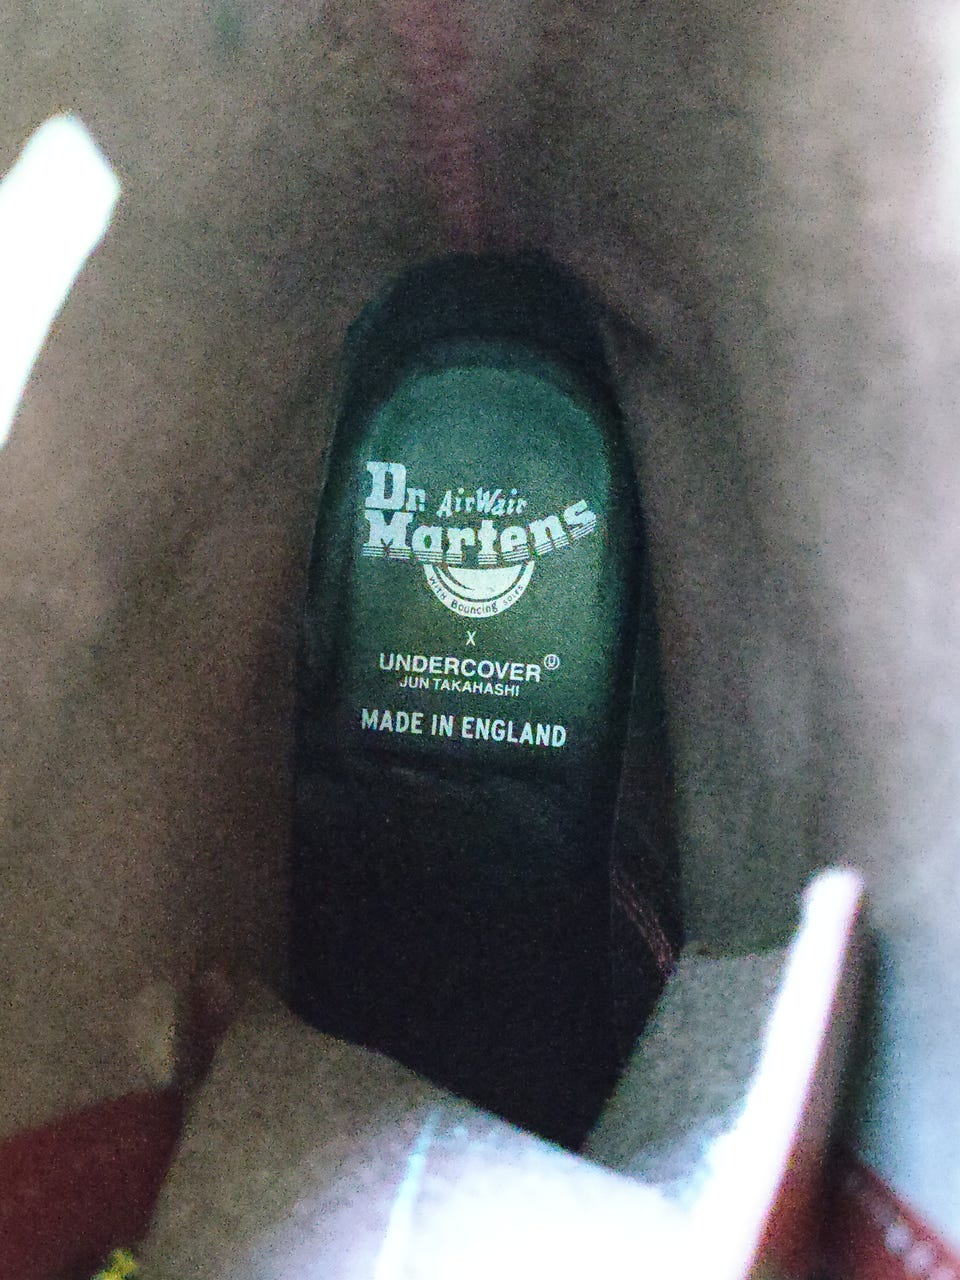 Dr. AirWair
Martens
WITH Bouncing SOLES
X
UNDERCOVER Ⓤ
JUN TAKAHASHI
MADE IN ENGLAND